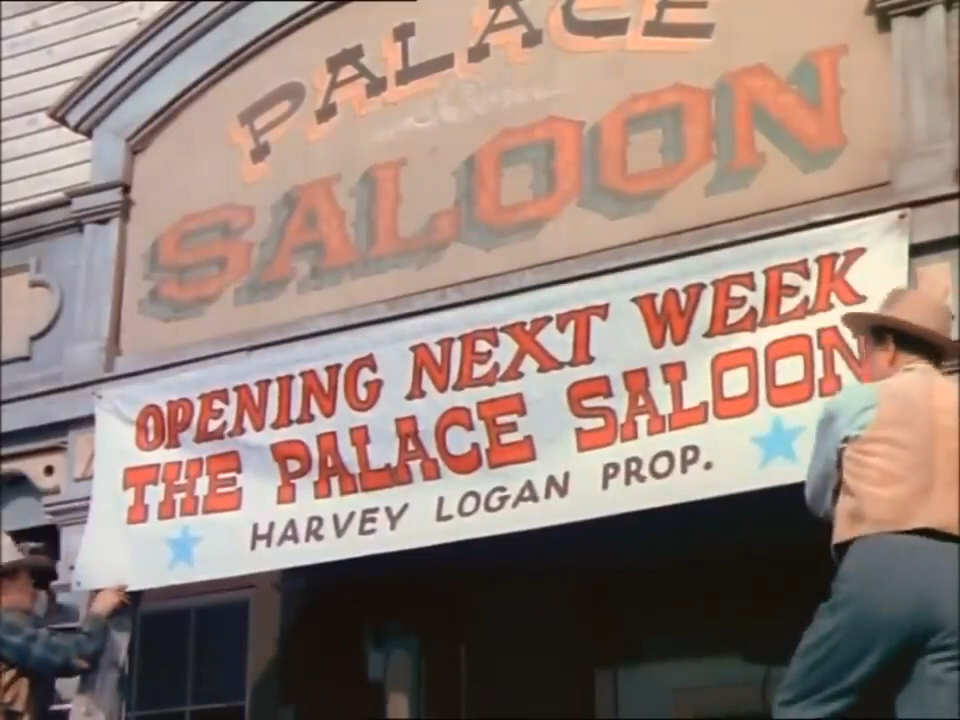 PALACE
SALOON
OPENING NEXT WEEK
THE PALACE SALOON
HARVEY LOGAN PROP.